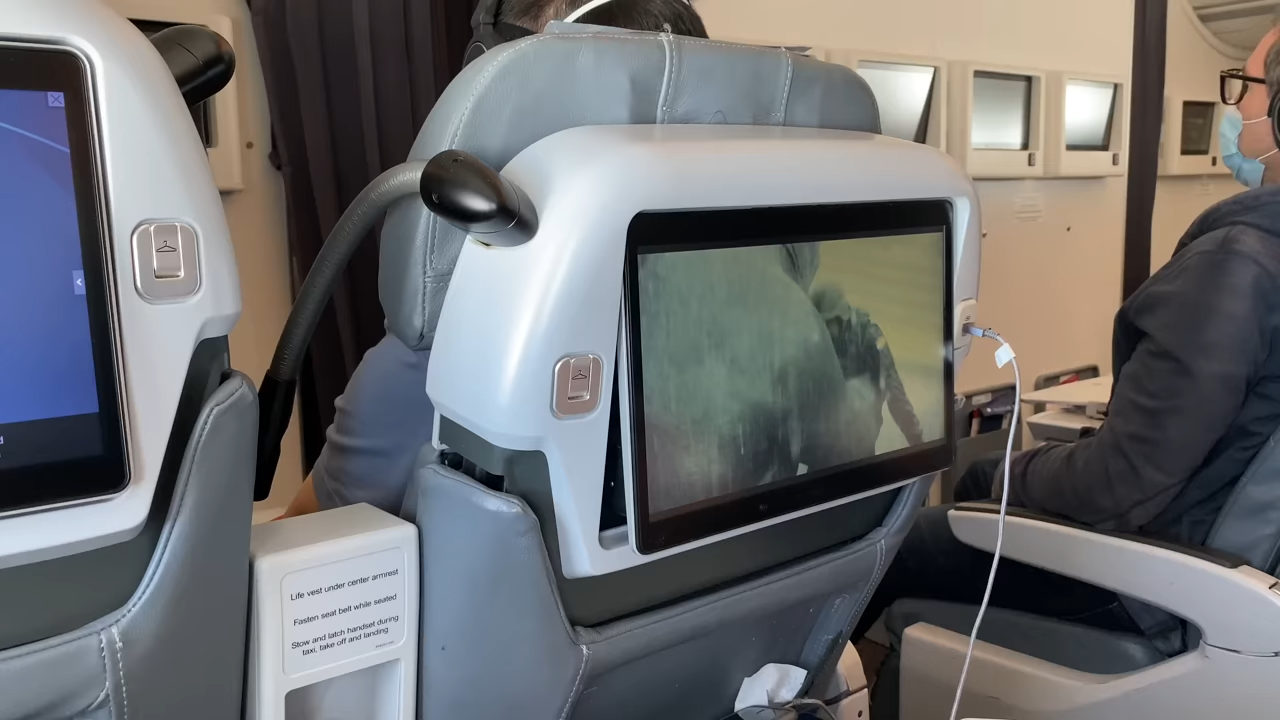 Life vest under center armrest
Fasten seat belt while seated
Stow and latch handset during
taxi, take off and landing